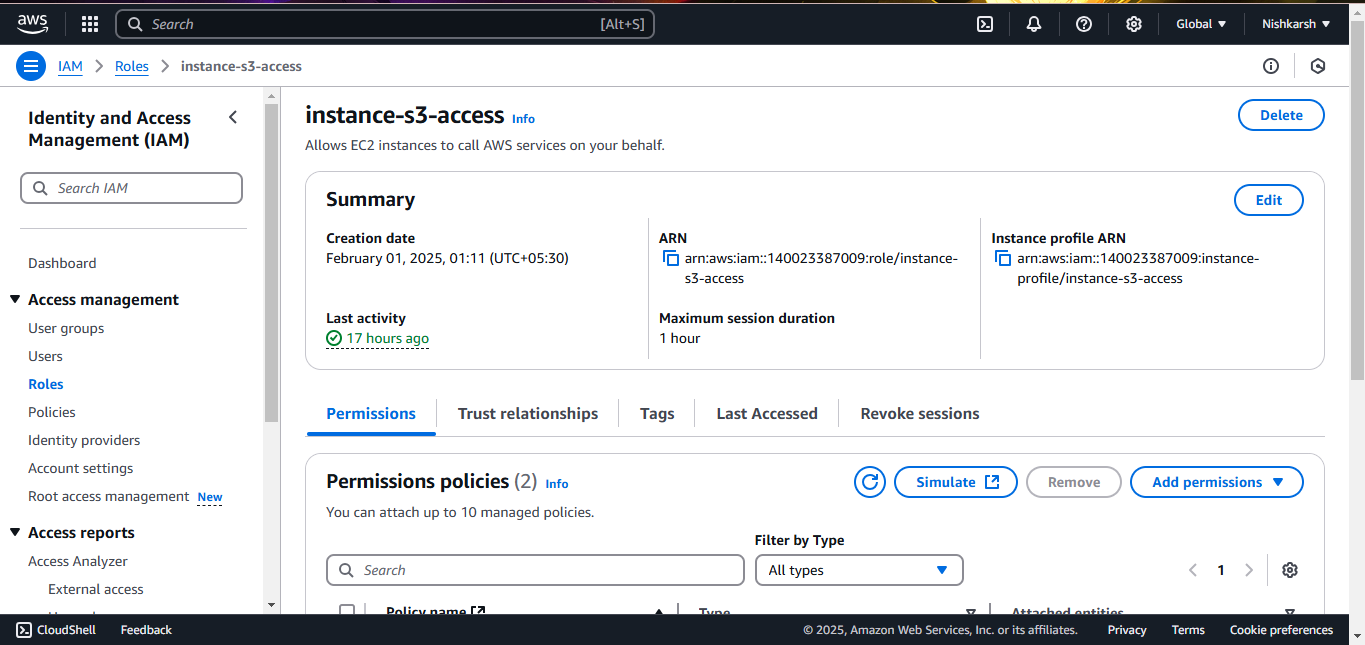 aws
Search [Alt+S]
Global
Nishkarsh
IAM
Roles
instance-s3-access
Identity and Access
Management (IAM)
Search IAM
Dashboard
Access management
User groups
Users
Roles
Policies
Identity providers
Account settings
Root access management New
Access reports
Access Analyzer
External access
instance-s3-access Info
Delete
Allows EC2 instances to call AWS services on your behalf.
Summary
Edit
Creation date
February 01, 2025, 01:11 (UTC+05:30)
Last activity
17 hours ago
ARN
arn:aws:iam::140023387009:role/instance-
s3-access
Maximum session duration
1 hour
Instance profile ARN
arn:aws:iam::140023387009:instance-
profile/instance-s3-access
Permissions
Trust relationships
Tags
Last Accessed
Revoke sessions
Permissions policies (2) Info
Simulate
Remove
Add permissions
You can attach up to 10 managed policies.
Filter by Type
Search
All types
1
Policy name
Type
Attached entities
CloudShell
Feedback
© 2025, Amazon Web Services, Inc. or its affiliates.
Privacy
Terms
Cookie preferences